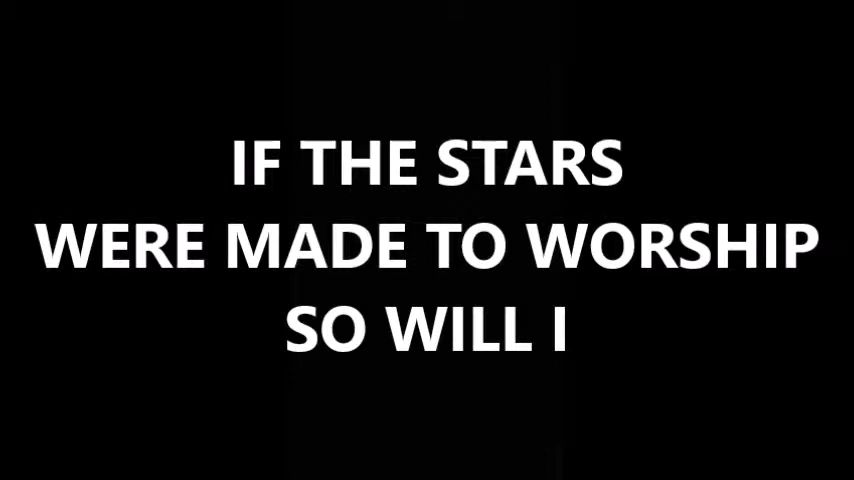 IF THE STARS
WERE MADE TO WORSHIP
SO WILL I